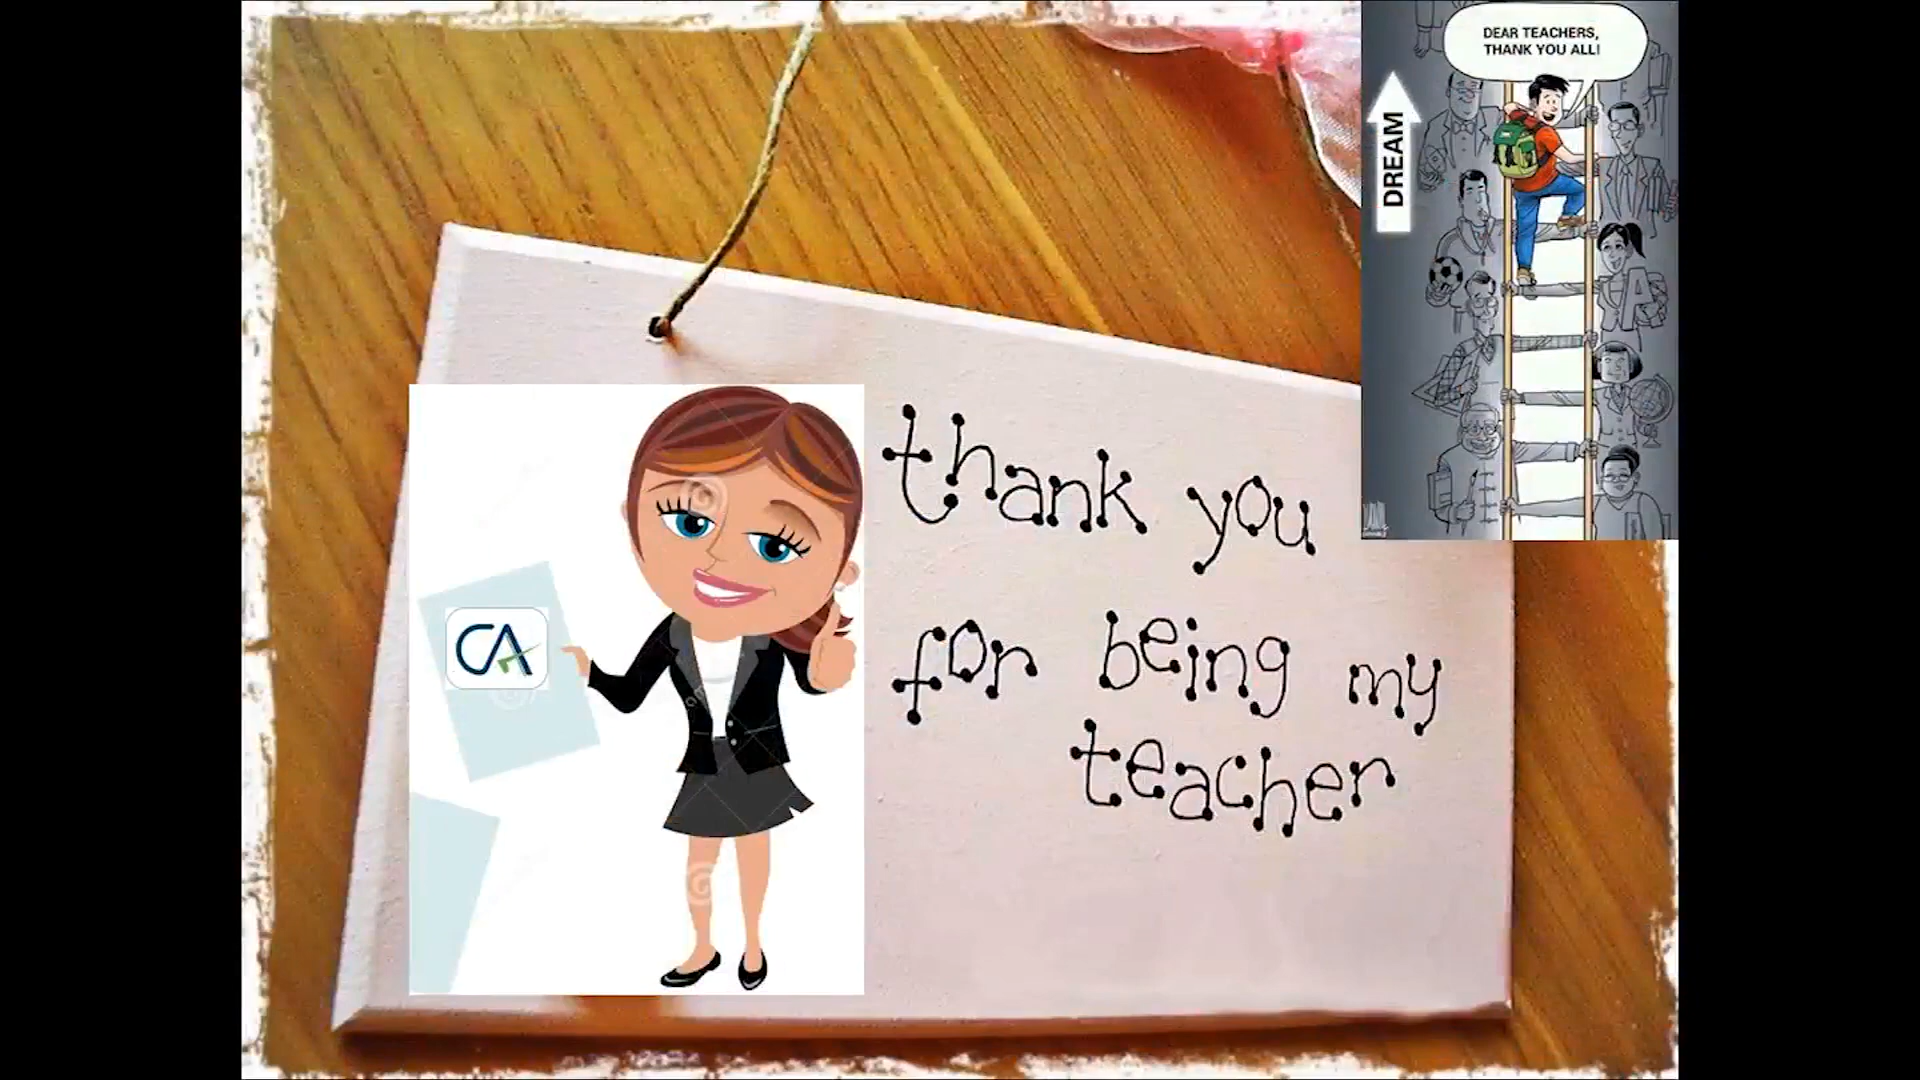 DEAR TEACHERS,
THANK YOU ALL!
DREAM
thank you
for being my
teacher
CA
A